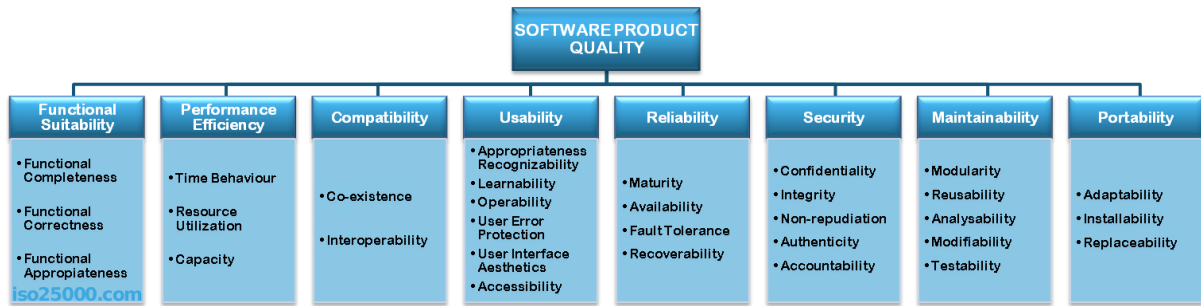 SOFTWARE PRODUCT
QUALITY
Functional
Suitability
Performance
Efficiency
Compatibility
Usability
Reliability
Security
Maintainability
Portability
• Functional
Completeness
• Functional
Correctness
• Functional
Appropiateness
• Time Behaviour
• Resource
Utilization
• Capacity
• Co-existence
• Interoperability
• Appropriateness
Recognizability
• Learnability
• Operability
• User Error
Protection
• User Interface
Aesthetics
• Accessibility
• Maturity
• Availability
• Fault Tolerance
• Recoverability
• Confidentiality
• Integrity
• Non-repudiation
• Authenticity
• Accountability
• Modularity
• Reusability
• Analysability
• Modifiability
• Testability
• Adaptability
• Installability
• Replaceability
iso25000.com